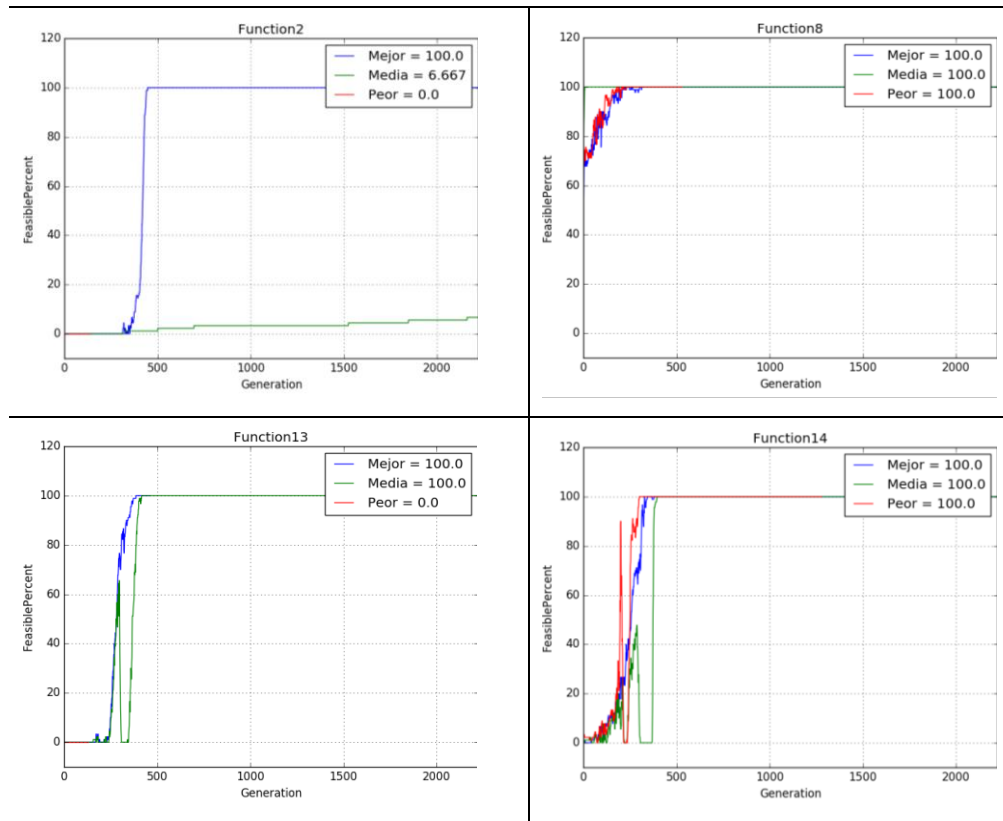 Function2
120
100
80
60
40
20
0
FeasiblePercent
Mejor = 100.0
Media = 6.667
Peor = 0.0
0 500 1000 1500 2000
Generation
Function8
120
100
80
60
40
20
0
FeasiblePercent
Mejor = 100.0
Media = 100.0
Peor = 100.0
0 500 1000 1500 2000
Generation
Function13
120
100
80
60
40
20
0
FeasiblePercent
Mejor = 100.0
Media = 100.0
Peor = 0.0
0 500 1000 1500 2000
Generation
Function14
120
100
80
60
40
20
0
FeasiblePercent
Mejor = 100.0
Media = 100.0
Peor = 100.0
0 500 1000 1500 2000
Generation